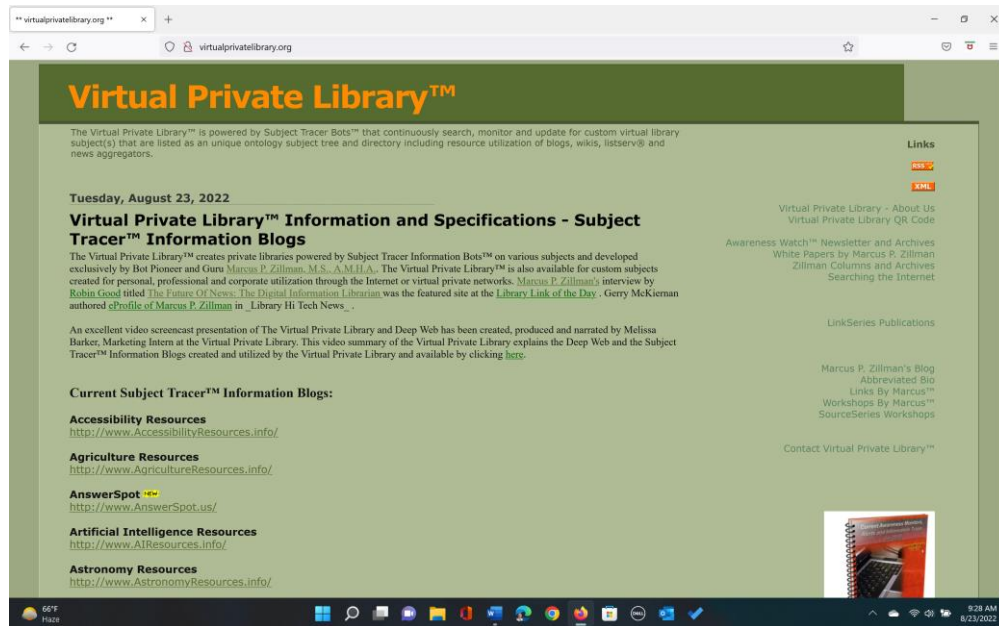 ** virtualprivatelibrary.org **
virtualprivatelibrary.org
Virtual Private Library™
The Virtual Private Library™ is powered by Subject Tracer Bots™ that continuously search, monitor and update for custom virtual library
subject(s) that are listed as an unique ontology subject tree and directory including resource utilization of blogs, wikis, listserv® and
news aggregators.
Tuesday, August 23, 2022
Virtual Private Library™ Information and Specifications - Subject
Tracer™ Information Blogs
The Virtual Private Library™ creates private libraries powered by Subject Tracer Information Bots™ on various subjects and developed
exclusively by Bot Pioneer and Guru Marcus P. Zillman, M.S., A.M.H.A.. The Virtual Private Library™ is also available for custom subjects
created for personal, professional and corporate utilization through the Internet or virtual private networks. Marcus P. Zillman's interview by
Robin Good titled The Future Of News: The Digital Information Librarian was the featured site at the Library Link of the Day . Gerry McKiernan
authored eProfile of Marcus P. Zillman in _Library Hi Tech News_ .
An excellent video screencast presentation of The Virtual Private Library and Deep Web has been created, produced and narrated by Melissa
Barker, Marketing Intern at the Virtual Private Library. This video summary of the Virtual Private Library explains the Deep Web and the Subject
Tracer™ Information Blogs created and utilized by the Virtual Private Library and available by clicking here.
Current Subject Tracer™ Information Blogs:
Accessibility Resources
http://www.AccessibilityResources.info/
Agriculture Resources
http://www.AgricultureResources.info/
AnswerSpot NEW
http://www.AnswerSpot.us/
Artificial Intelligence Resources
http://www.AIResources.info/
Astronomy Resources
http://www.AstronomyResources.info/
Links
RSS
XML
Virtual Private Library - About Us
Virtual Private Library QR Code
Awareness Watch™ Newsletter and Archives
White Papers by Marcus P. Zillman
Zillman Columns and Archives
Searching the Internet
LinkSeries Publications
Marcus P. Zillman's Blog
Abbreviated Bio
Links By Marcus™
Workshops By Marcus™
SourceSeries Workshops
Contact Virtual Private Library™
66°F
Haze
9:28 AM
8/23/2022